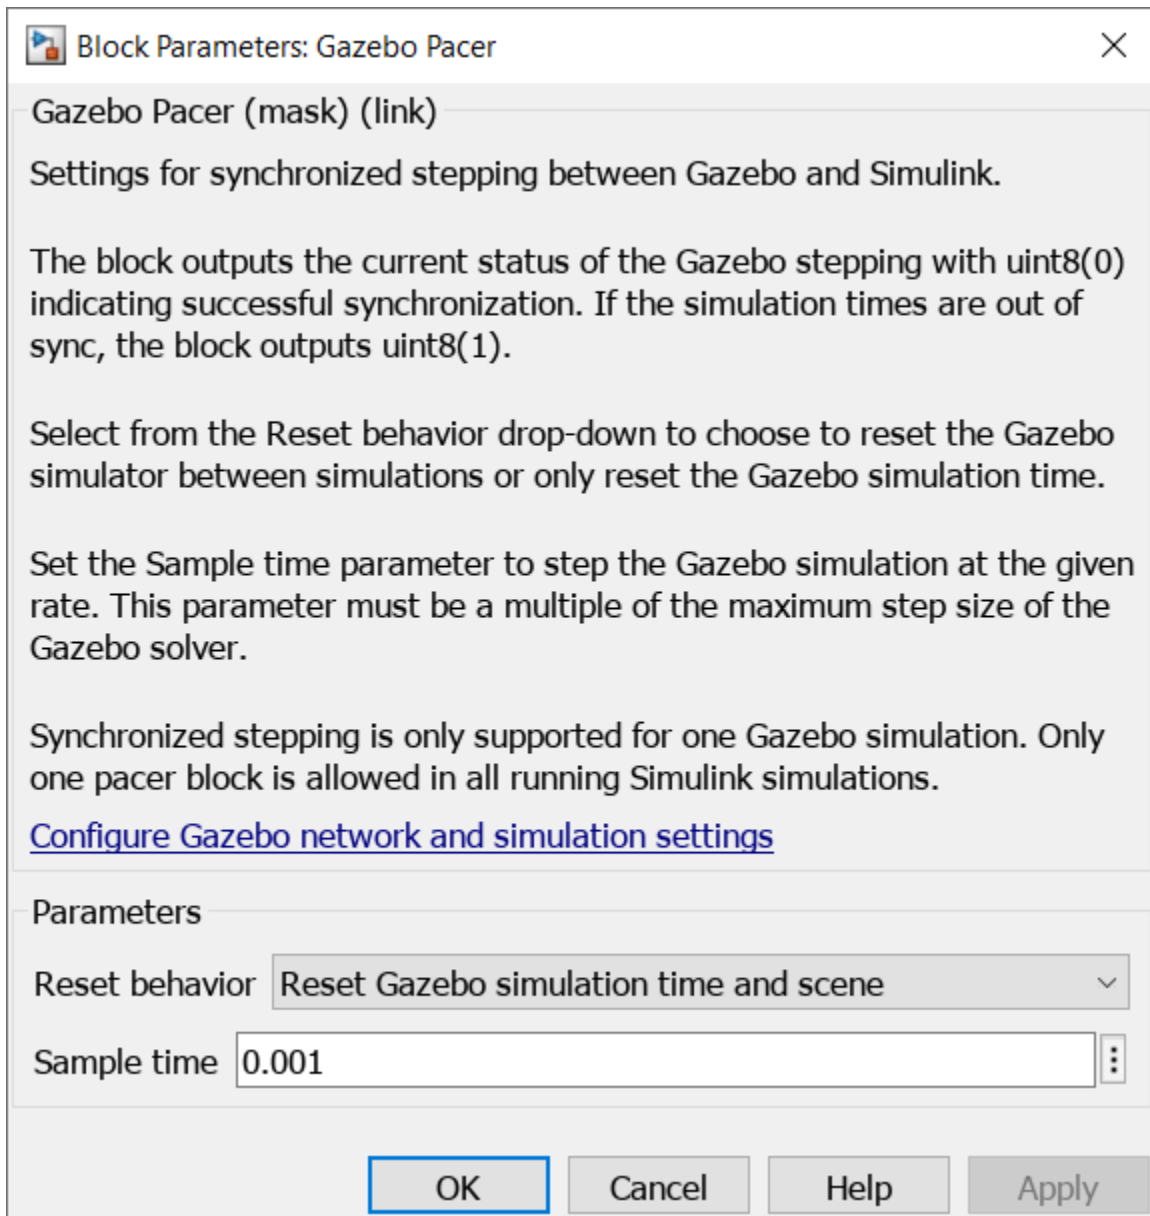 Block Parameters: Gazebo Pacer
Gazebo Pacer (mask) (link)
Settings for synchronized stepping between Gazebo and Simulink.
The block outputs the current status of the Gazebo stepping with uint8(0)
indicating successful synchronization. If the simulation times are out of
sync, the block outputs uint8(1).
Select from the Reset behavior drop-down to choose to reset the Gazebo
simulator between simulations or only reset the Gazebo simulation time.
Set the Sample time parameter to step the Gazebo simulation at the given
rate. This parameter must be a multiple of the maximum step size of the
Gazebo solver.
Synchronized stepping is only supported for one Gazebo simulation. Only
one pacer block is allowed in all running Simulink simulations.
Configure Gazebo network and simulation settings
Parameters
Reset behavior Reset Gazebo simulation time and scene
Sample time 0.001
OK Cancel Help Apply